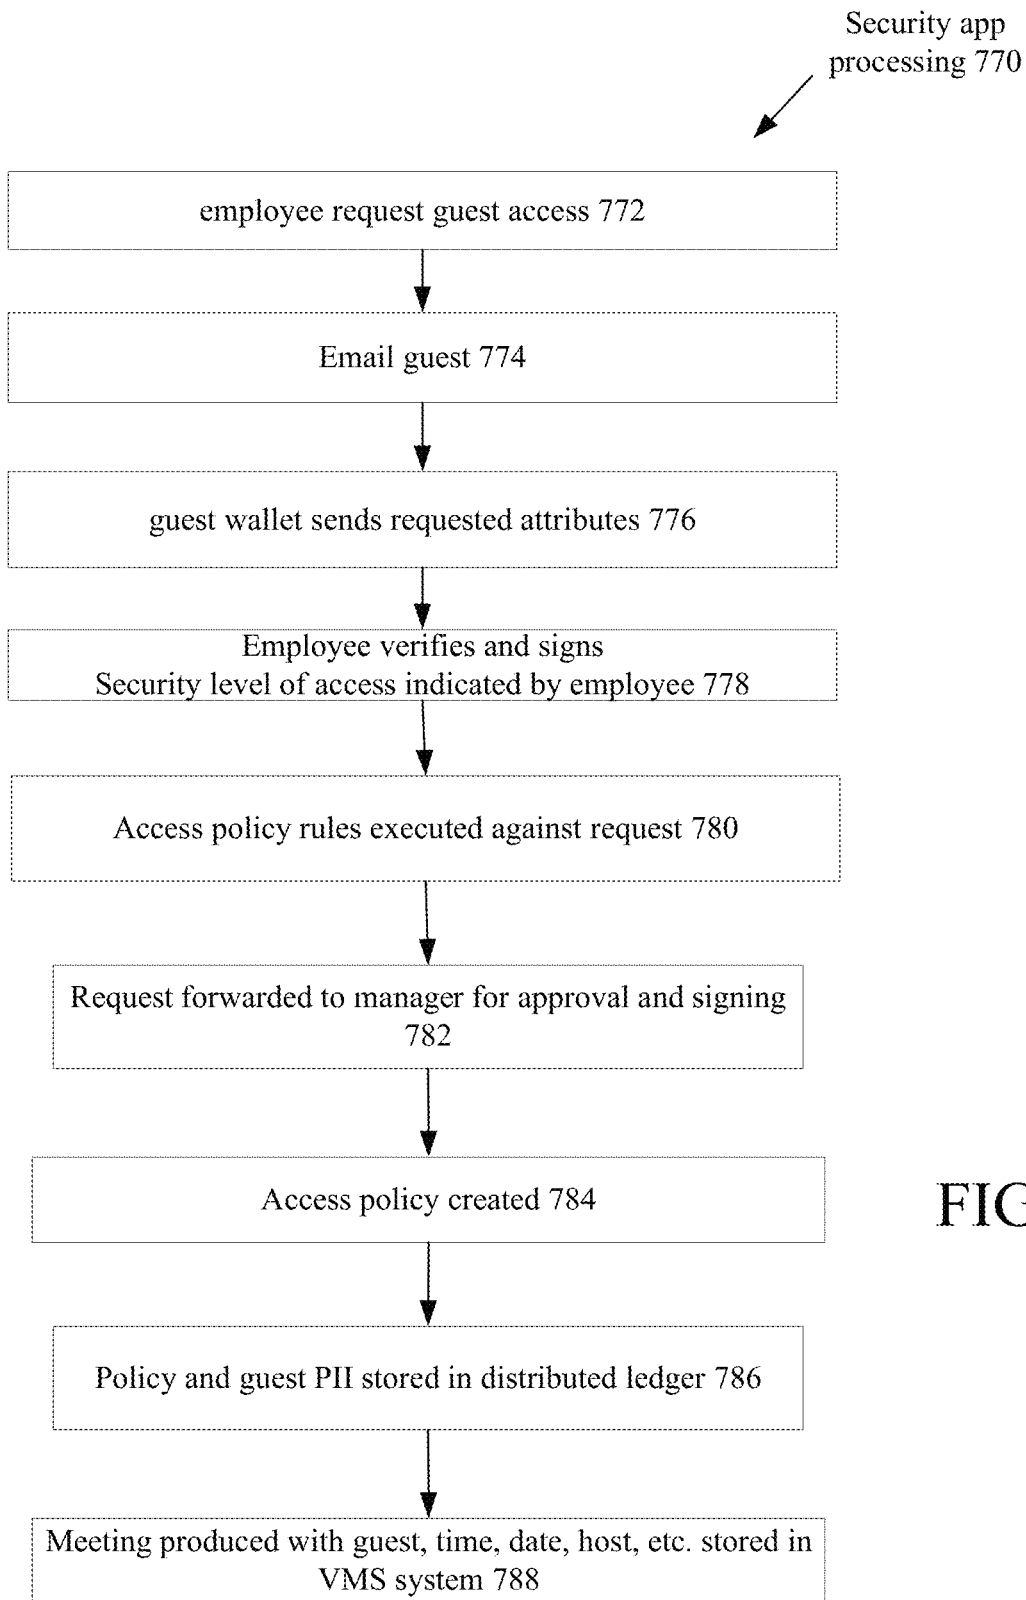 Security app
processing 770
employee request guest access 772
Email guest 774
guest wallet sends requested attributes 776
Employee verifies and signs
Security level of access indicated by employee 778
Access policy rules executed against request 780
Request forwarded to manager for approval and signing
782
Access policy created 784
FIG
Policy and guest PII stored in distributed ledger 786
Meeting produced with guest, time, date, host, etc. stored in
VMS system 788